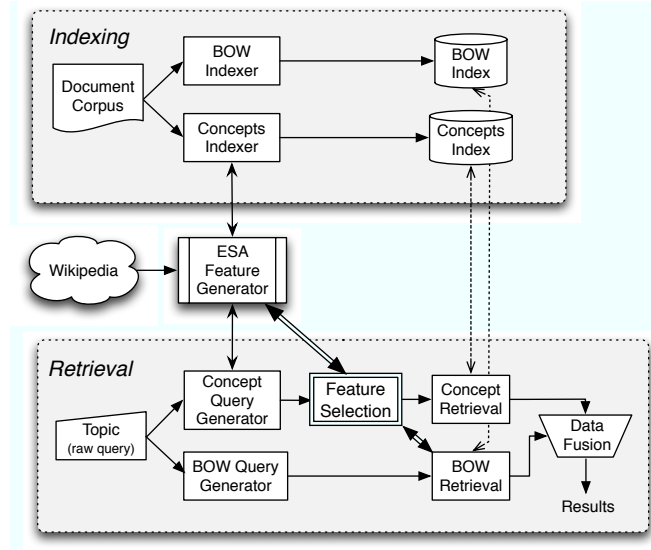 Indexing
BOW
Indexer
BOW
Index
Document
Corpus
Concepts
Indexer
Concepts
Index
Wikipedia
ESA
Feature
Generator
Retrieval
Concept
Query
Generator
Feature
Selection
Concept
Retrieval
Topic
(raw query)
Data
Fusion
BOW Query
Generator
BOW
Retrieval
Results